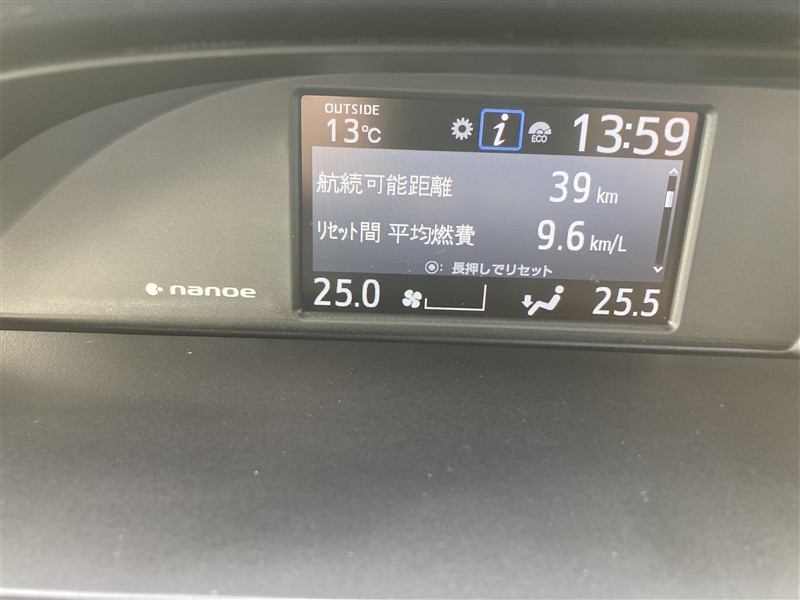 OUTSIDE
13℃
i
ECO
13:59
航続可能距離 39 km
リセット間 平均燃費 9.6 km/L
◉: 長押しでリセット
nanoe
25.0
25.5